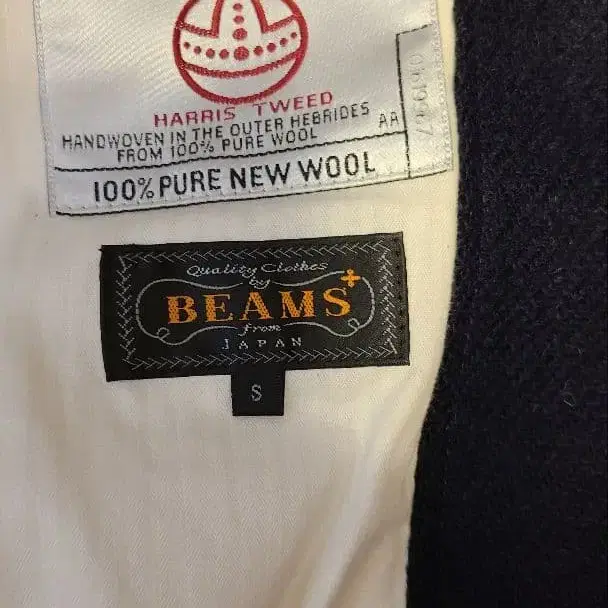 HARRIS TWEED
HANDWOVEN IN THE OUTER HEBRIDES
FROM 100% PURE WOOL
AA
100% PURE NEW WOOL
Quality Clothes
by
BEAMS+
from
JAPAN
S